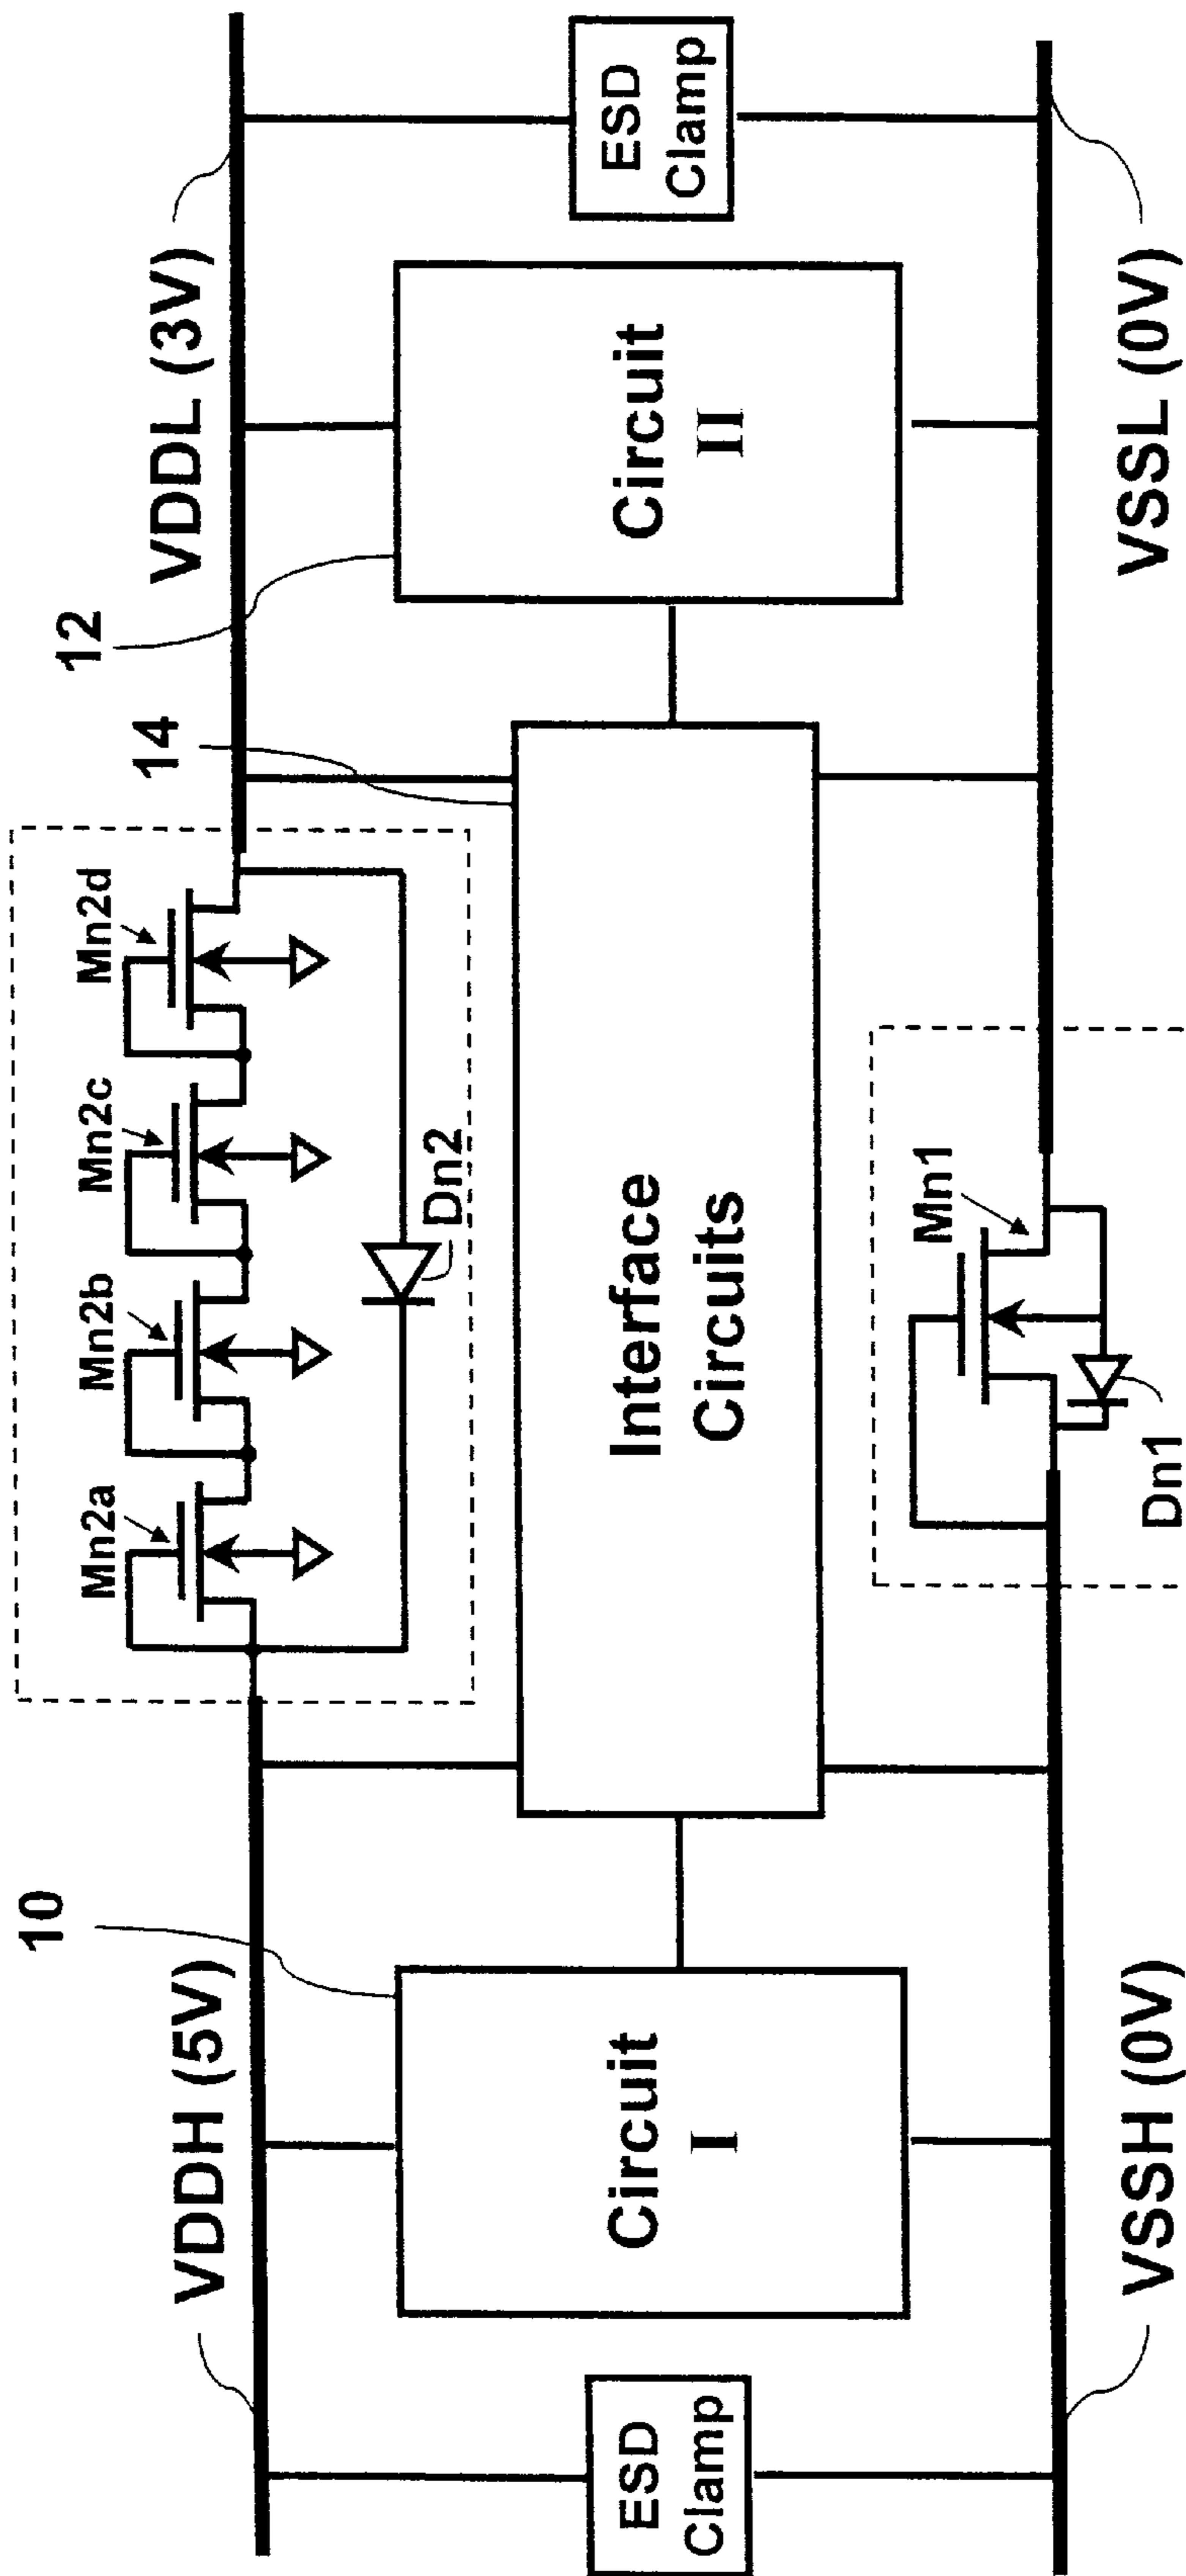 10
12
14
VDDH (5V)
VDDL (3V)
Mn2a
Mn2b
Mn2c
Mn2d
Dn2
ESD
Clamp
Circuit
I
Interface
Circuits
Circuit
II
ESD
Clamp
Mn1
Dn1
VSSH (0V)
VSSL (0V)